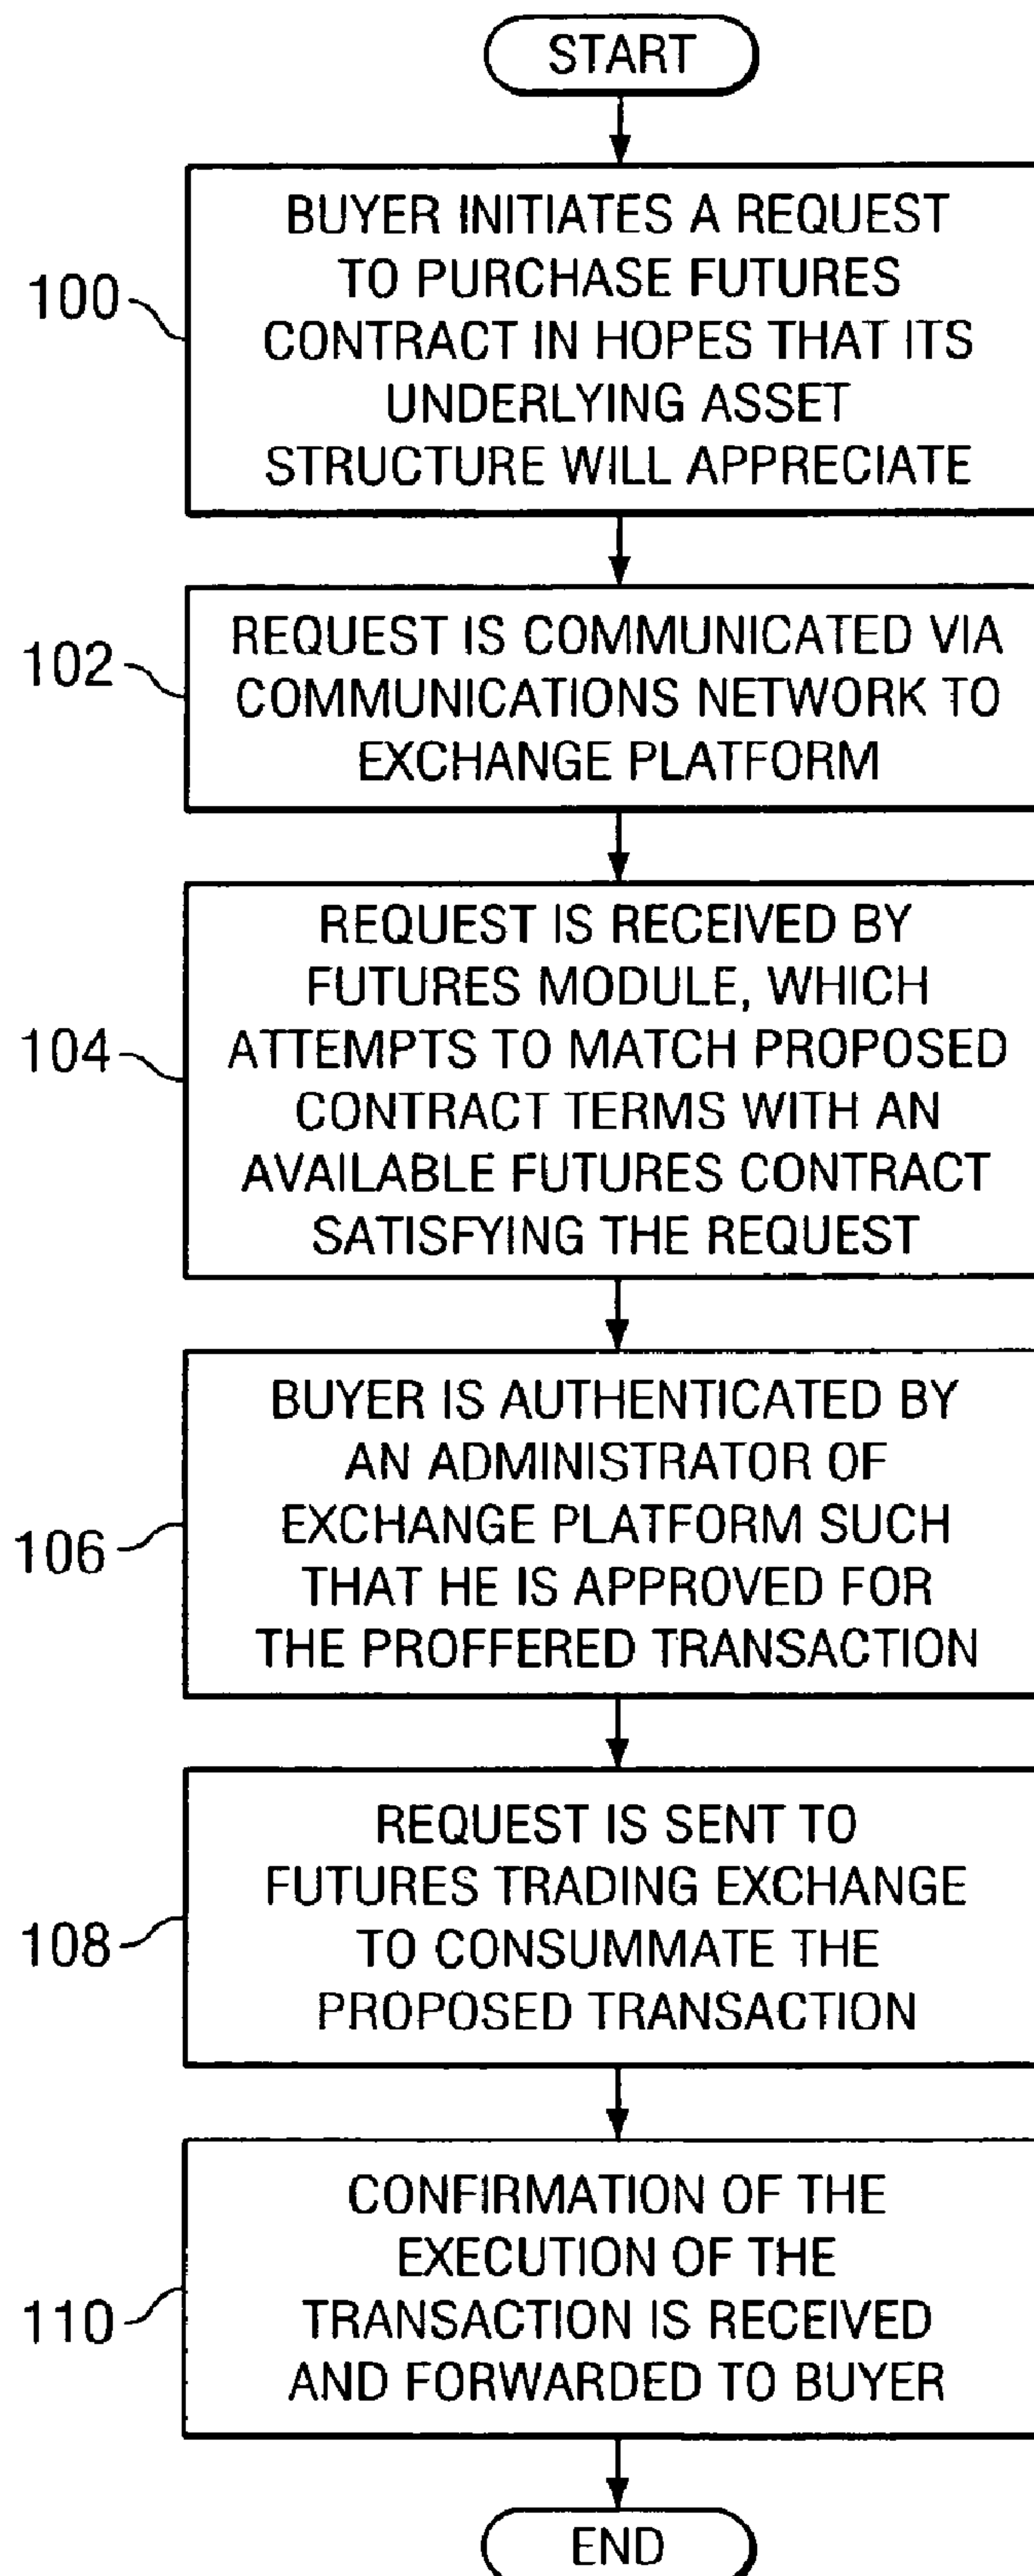 START
100
BUYER INITIATES A REQUEST
TO PURCHASE FUTURES
CONTRACT IN HOPES THAT ITS
UNDERLYING ASSET
STRUCTURE WILL APPRECIATE
102
REQUEST IS COMMUNICATED VIA
COMMUNICATIONS NETWORK TO
EXCHANGE PLATFORM
104
REQUEST IS RECEIVED BY
FUTURES MODULE, WHICH
ATTEMPTS TO MATCH PROPOSED
CONTRACT TERMS WITH AN
AVAILABLE FUTURES CONTRACT
SATISFYING THE REQUEST
106
BUYER IS AUTHENTICATED BY
AN ADMINISTRATOR OF
EXCHANGE PLATFORM SUCH
THAT HE IS APPROVED FOR
THE PROFFERED TRANSACTION
108
REQUEST IS SENT TO
FUTURES TRADING EXCHANGE
TO CONSUMMATE THE
PROPOSED TRANSACTION
110
CONFIRMATION OF THE
EXECUTION OF THE
TRANSACTION IS RECEIVED
AND FORWARDED TO BUYER
END